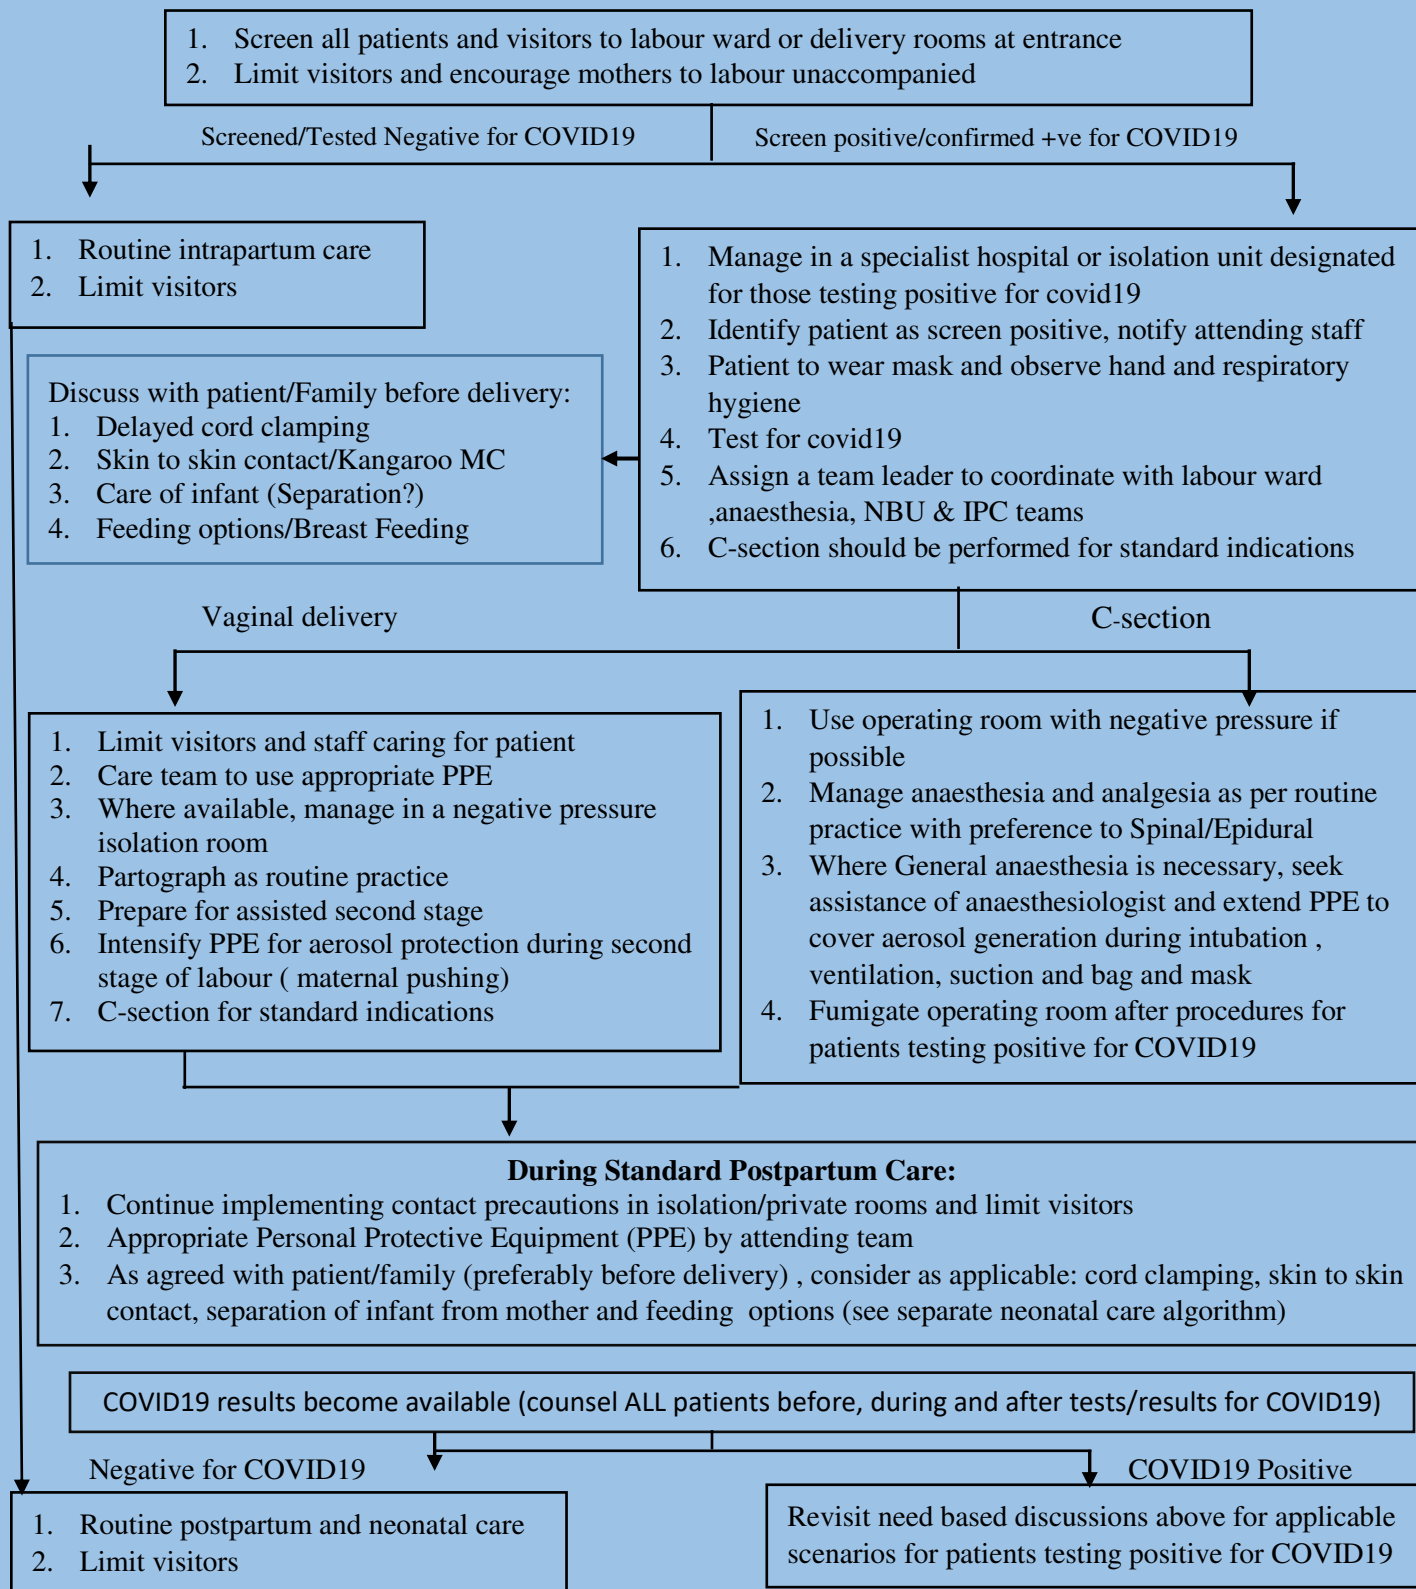 1. Screen all patients and visitors to labour ward or delivery rooms at entrance
2. Limit visitors and encourage mothers to labour unaccompanied
Screened/Tested Negative for COVID19
Screen positive/confirmed +ve for COVID19
1. Routine intrapartum care
2. Limit visitors
1. Manage in a specialist hospital or isolation unit designated
for those testing positive for covid19
2. Identify patient as screen positive, notify attending staff
3. Patient to wear mask and observe hand and respiratory
hygiene
4. Test for covid19
5. Assign a team leader to coordinate with labour ward
,anaesthesia, NBU & IPC teams
6. C-section should be performed for standard indications
Discuss with patient/Family before delivery:
1. Delayed cord clamping
2. Skin to skin contact/Kangaroo MC
3. Care of infant (Separation?)
4. Feeding options/Breast Feeding
Vaginal delivery
C-section
1. Limit visitors and staff caring for patient
2. Care team to use appropriate PPE
3. Where available, manage in a negative pressure
isolation room
4. Partograph as routine practice
5. Prepare for assisted second stage
6. Intensify PPE for aerosol protection during second
stage of labour ( maternal pushing)
7. C-section for standard indications
1. Use operating room with negative pressure if
possible
2. Manage anaesthesia and analgesia as per routine
practice with preference to Spinal/Epidural
3. Where General anaesthesia is necessary, seek
assistance of anaesthesiologist and extend PPE to
cover aerosol generation during intubation ,
ventilation, suction and bag and mask
4. Fumigate operating room after procedures for
patients testing positive for COVID19
During Standard Postpartum Care:
1. Continue implementing contact precautions in isolation/private rooms and limit visitors
2. Appropriate Personal Protective Equipment (PPE) by attending team
3. As agreed with patient/family (preferably before delivery) , consider as applicable: cord clamping, skin to skin
contact, separation of infant from mother and feeding options (see separate neonatal care algorithm)
COVID19 results become available (counsel ALL patients before, during and after tests/results for COVID19)
Negative for COVID19
COVID19 Positive
1. Routine postpartum and neonatal care
2. Limit visitors
Revisit need based discussions above for applicable
scenarios for patients testing positive for COVID19